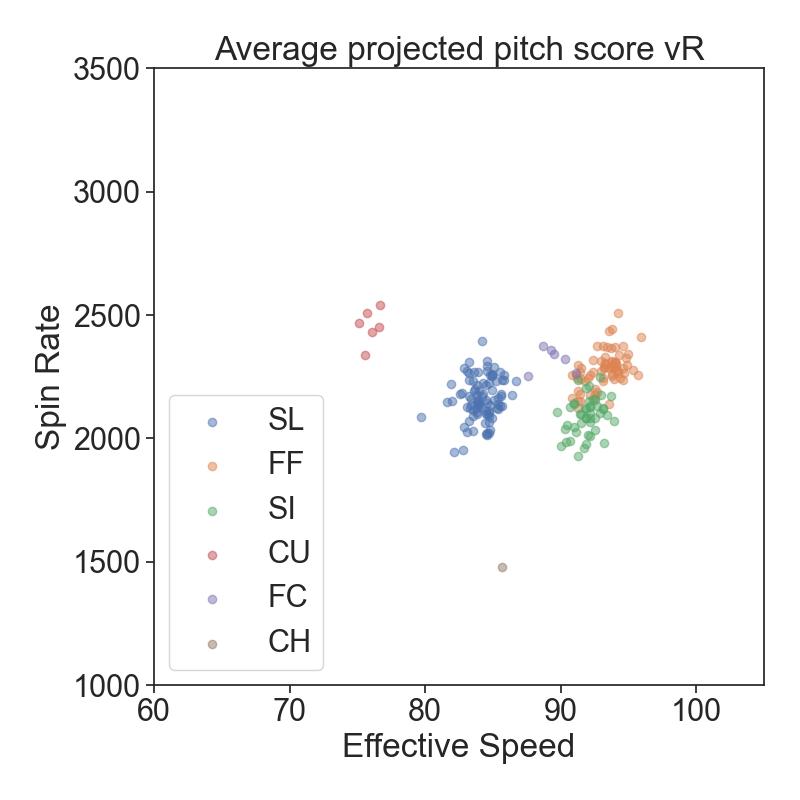 Average projected pitch score vR
3500
3000
2500
2000
1500
1000
Spin Rate
SL
FF
SI
CU
FC
CH
60 70 80 90 100
Effective Speed